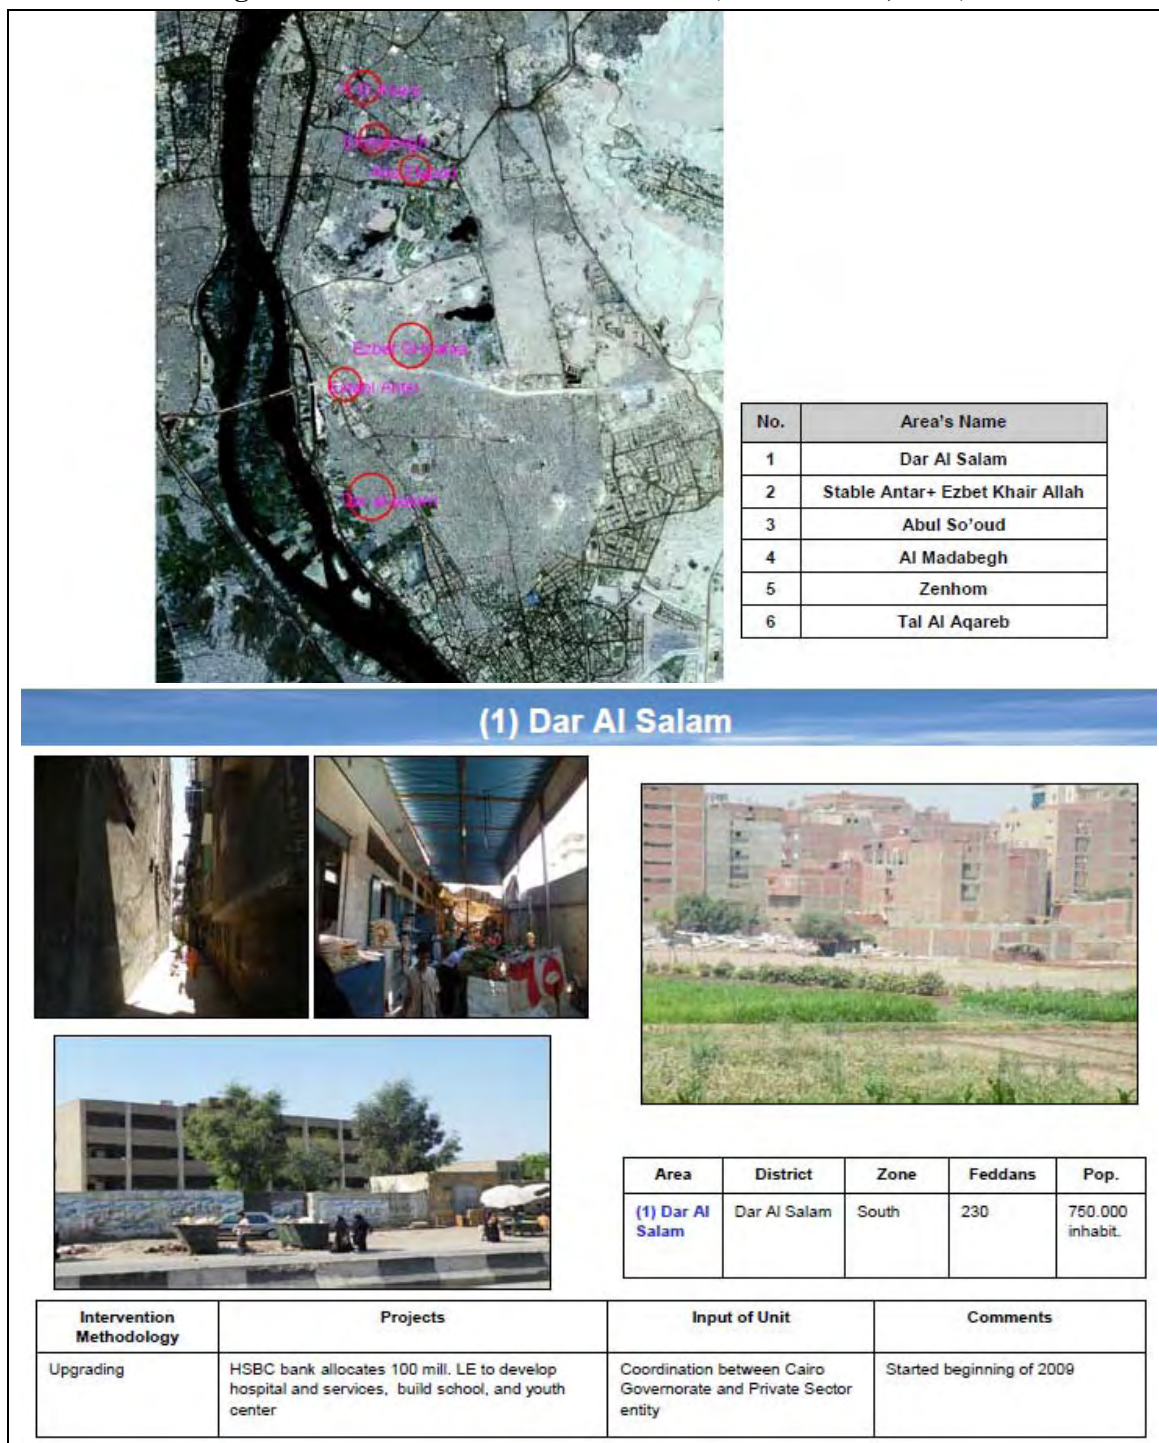 Ezbet
Antar
Dar
No. Area's Name
1 Dar Al Salam
2 Stable Antar+ Ezbet Khair Allah
3 Abul So'oud
4 Al Madabegh
5 Zenhom
6 Tal Al Aqareb
(1) Dar Al Salam
Area District Zone Feddans Pop.
(1) Dar Al Dar Al Salam South 230 750.000
Salam inhabit.
Intervention Projects Input of Unit Comments
Methodology
Upgrading HSBC bank allocates 100 mill. LE to develop Coordination between Cairo Started beginning of 2009
hospital and services, build school, and youth Governorate and Private Sector
center entity